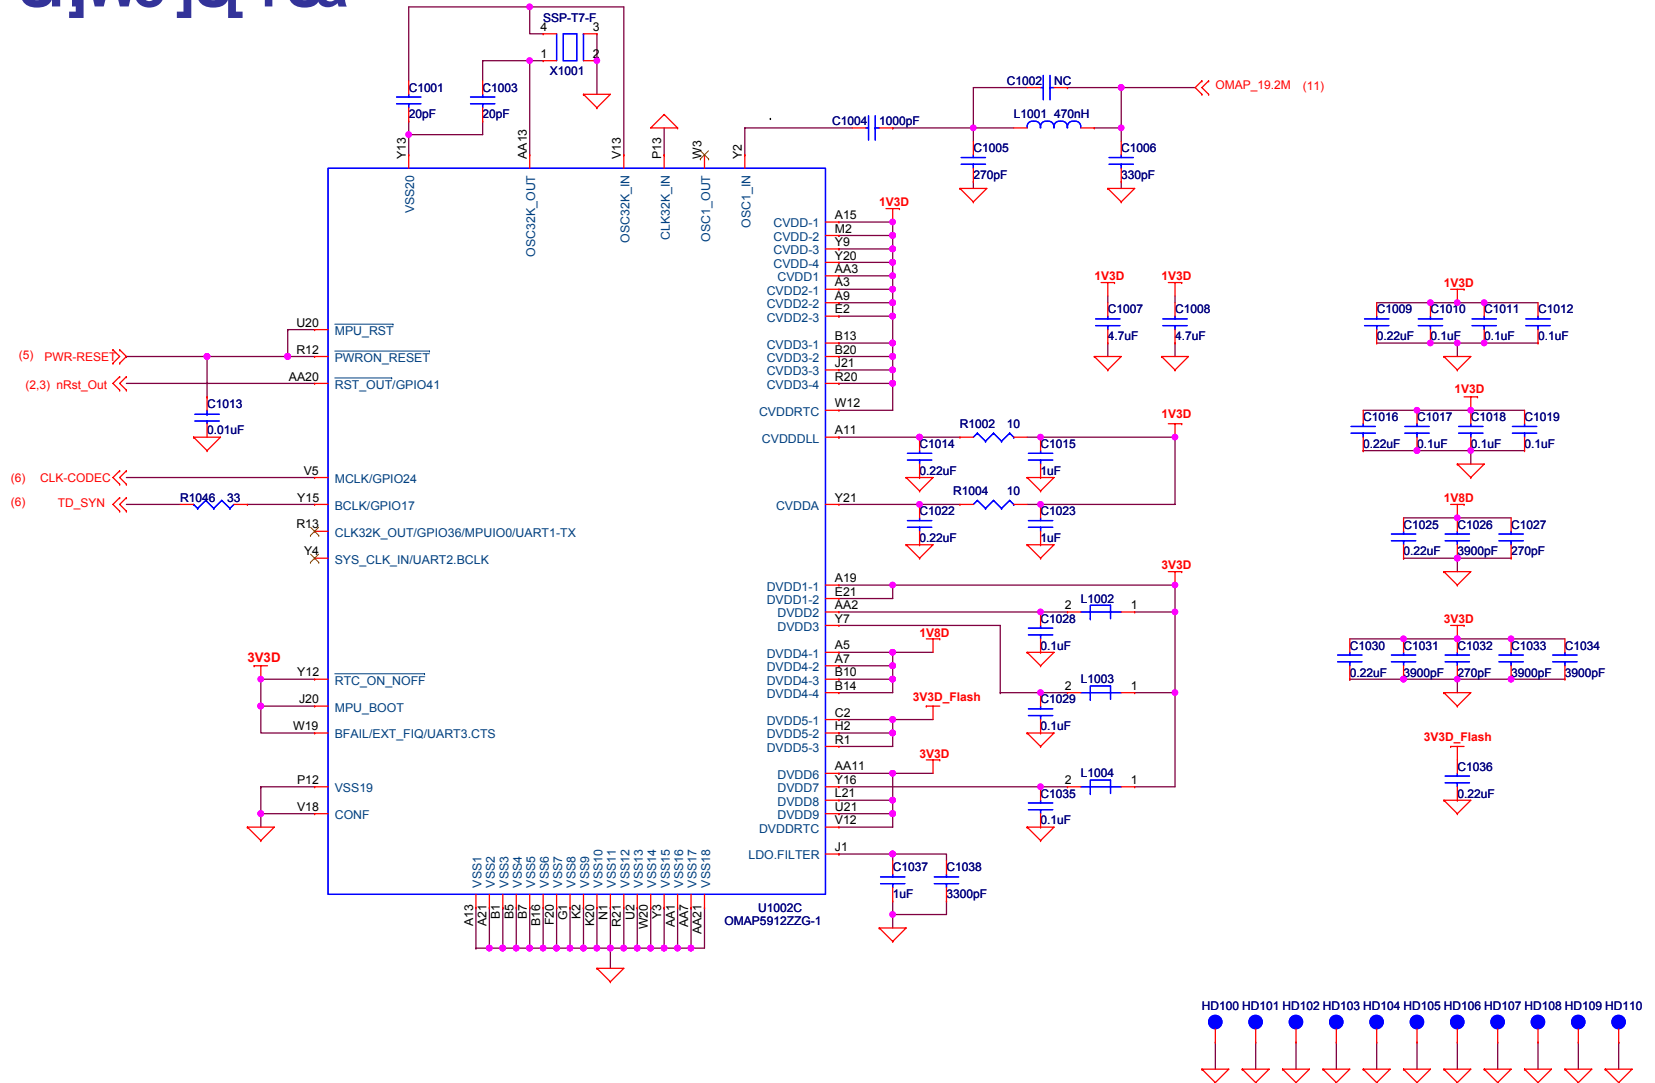 SSP-T7-F
4 3
1 2
X1001
C1001
20pF
C1003
20pF
Y13
AA13
V13
P13
W3
Y2
VSS20
OSC32K_OUT
OSC32K_IN
CLK32K_IN
OSC1_OUT
OSC1_IN
C1002 NC
OMAP_19.2M (11)
L1001 470nH
C1004 1000pF
C1005
270pF
C1006
330pF
1V3D
CVDD-1 A15
CVDD-2 M2
CVDD-3 Y9
CVDD-4 Y20
CVDD1 AA3
CVDD2-1 A3
CVDD2-2 A9
CVDD2-3 E2
CVDD3-1 B13
CVDD3-2 B20
CVDD3-3 J21
CVDD3-4 R20
CVDDRTC W12
CVDDDLL A11
R1002 10
C1014
0.22uF
C1015
1uF
1V3D
CVDDA Y21
R1004 10
C1022
0.22uF
C1023
1uF
DVDD1-1 A19
DVDD1-2 E21
DVDD2 AA2
DVDD3 Y7
3V3D
2 L1002 1
C1028
0.1uF
DVDD4-1 A5
DVDD4-2 A7
DVDD4-3 B10
DVDD4-4 B14
1V8D
2 L1003 1
C1029
0.1uF
DVDD5-1 C2
DVDD5-2 H2
DVDD5-3 R1
3V3D_Flash
DVDD6 AA11
DVDD7 Y16
DVDD8 L21
DVDD9 U21
DVDDRTC V12
3V3D
2 L1004 1
C1035
0.1uF
LDO.FILTER J1
C1037
1uF
C1038
3300pF
U1002C
OMAP5912ZZG-1
U20 MPU_RST
(5) PWR-RESET R12 PWRON_RESET
(2,3) nRst_Out AA20 RST_OUT/GPIO41
C1013
0.01uF
(6) CLK-CODEC V5 MCLK/GPIO24
(6) TD_SYN R1046 33 Y15 BCLK/GPIO17
R13 CLK32K_OUT/GPIO36/MPUIO0/UART1-TX
Y4 SYS_CLK_IN/UART2.BCLK
3V3D
Y12 RTC_ON_NOFF
J20 MPU_BOOT
W19 BFAIL/EXT_FIQ/UART3.CTS
P12 VSS19
V18 CONF
VSS1
VSS2
VSS3
VSS4
VSS5
VSS6
VSS7
VSS8
VSS9
VSS10
VSS11
VSS12
VSS13
VSS14
VSS15
VSS16
VSS17
VSS18
A13
A21
B1
B5
B7
B16
F20
G1
K2
K20
N1
R21
U2
W20
Y3
AA1
AA7
AA21
1V3D 1V3D
C1007
4.7uF
C1008
4.7uF
1V3D
C1009 C1010 C1011 C1012
0.22uF 0.1uF 0.1uF 0.1uF
1V3D
C1016 C1017 C1018 C1019
0.22uF 0.1uF 0.1uF 0.1uF
1V8D
C1025 C1026 C1027
0.22uF 3900pF 270pF
3V3D
C1030 C1031 C1032 C1033 C1034
0.22uF 3900pF 270pF 3900pF 3900pF
3V3D_Flash
C1036
0.22uF
HD100 HD101 HD102 HD103 HD104 HD105 HD106 HD107 HD108 HD109 HD110